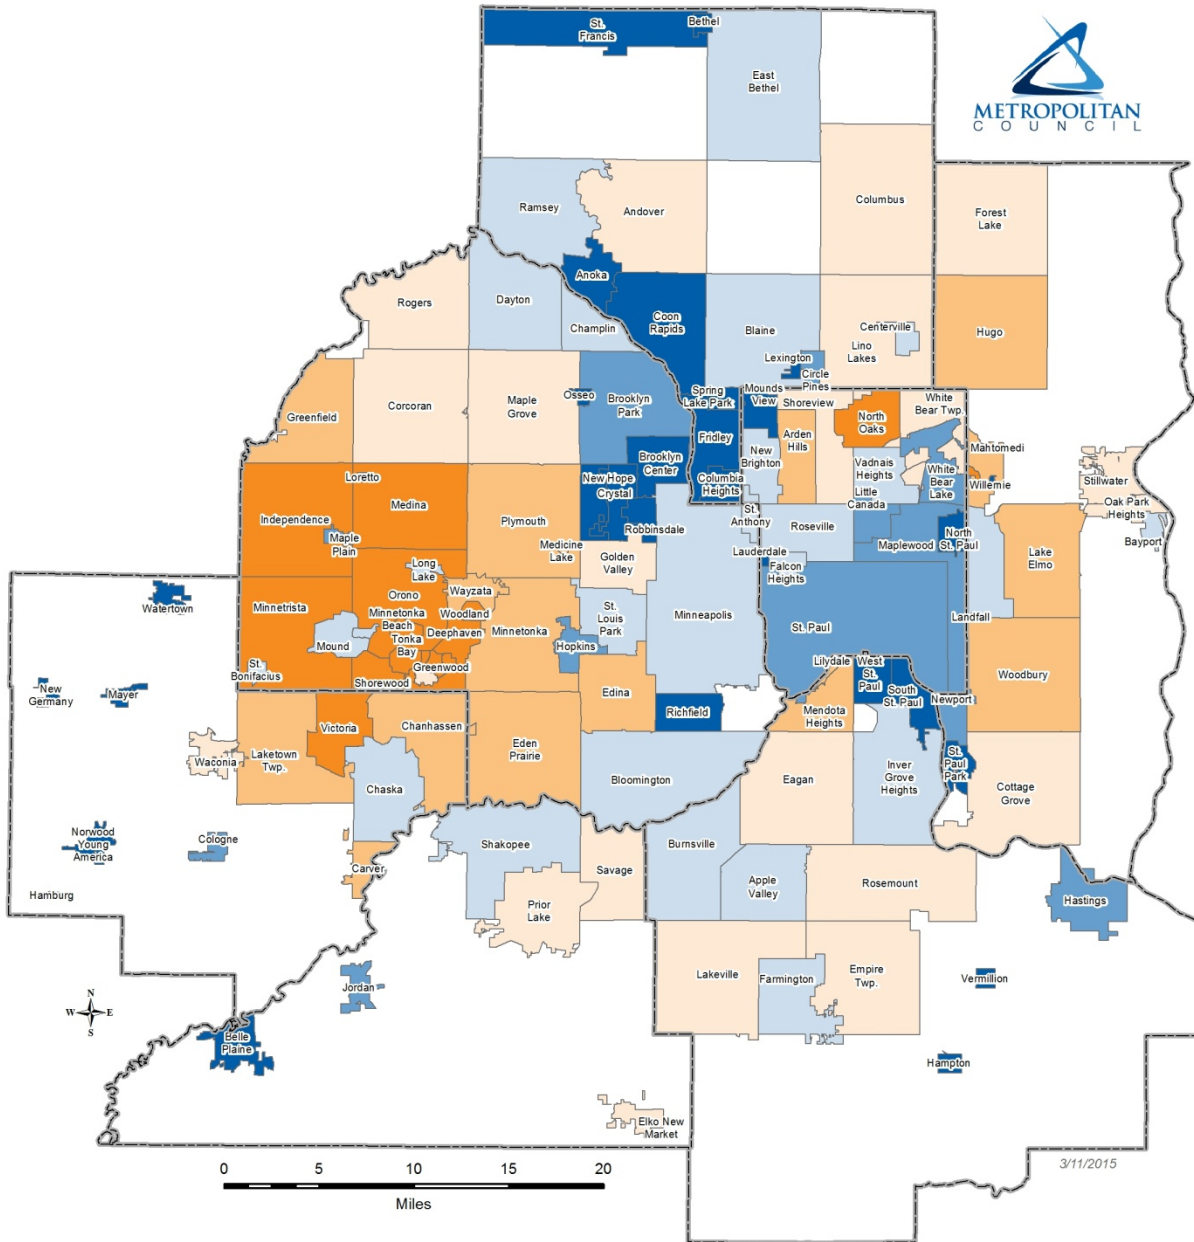 St.
Francis
Bethel
East
Bethel
METROPOLITAN
COUNCIL
Ramsey
Andover
Columbus
Forest
Lake
Anoka
Rogers
Dayton
Coon
Rapids
Champlin
Blaine
Centerville
Lino
Lakes
Hugo
Lexington
Circle
Pines
Greenfield
Corcoran
Maple
Grove
Osseo
Brooklyn
Park
Spring
Lake Park
Mounds
View
Shoreview
White
Bear Twp.
North
Oaks
Fridley
Arden
Hills
Mahtomedi
Brooklyn
Center
New
Brighton
Vadnais
Heights
White
Bear
Lake
Willernie
Stillwater
Oak Park
Heights
Bayport
Loretto
Medina
New Hope
Crystal
Columbia
Heights
Little
Canada
Independence
Plymouth
Robbinsdale
St.
Anthony
Roseville
North
St. Paul
Maple
Plain
Medicine
Lake
Golden
Valley
Lauderdale
Falcon
Heights
Maplewood
Lake
Elmo
Long
Lake
Orono
Wayzata
Watertown
Minnetrista
Minnetonka
Beach
Woodland
Tonka
Bay
Deephaven
Minnetonka
Hopkins
St.
Louis
Park
Minneapolis
St. Paul
Landfall
Mound
St.
Bonifacius
Greenwood
Shorewood
Lilydale
West
St.
Paul
South
St. Paul
Newport
Woodbury
New
Germany
Mayer
Edina
Richfield
Mendota
Heights
Victoria
Chanhassen
Waconia
Laketown
Twp.
Eden
Prairie
Bloomington
Eagan
Inver
Grove
Heights
St.
Paul
Park
Cottage
Grove
Chaska
Norwood
Young
America
Cologne
Shakopee
Savage
Burnsville
Carver
Hamburg
Prior
Lake
Apple
Valley
Rosemount
Hastings
Jordan
Lakeville
Farmington
Empire
Twp.
Vermillion
N
W
E
S
Belle
Plaine
Hampton
Elko New
Market
3/11/2015
0
5
10
15
20
Miles